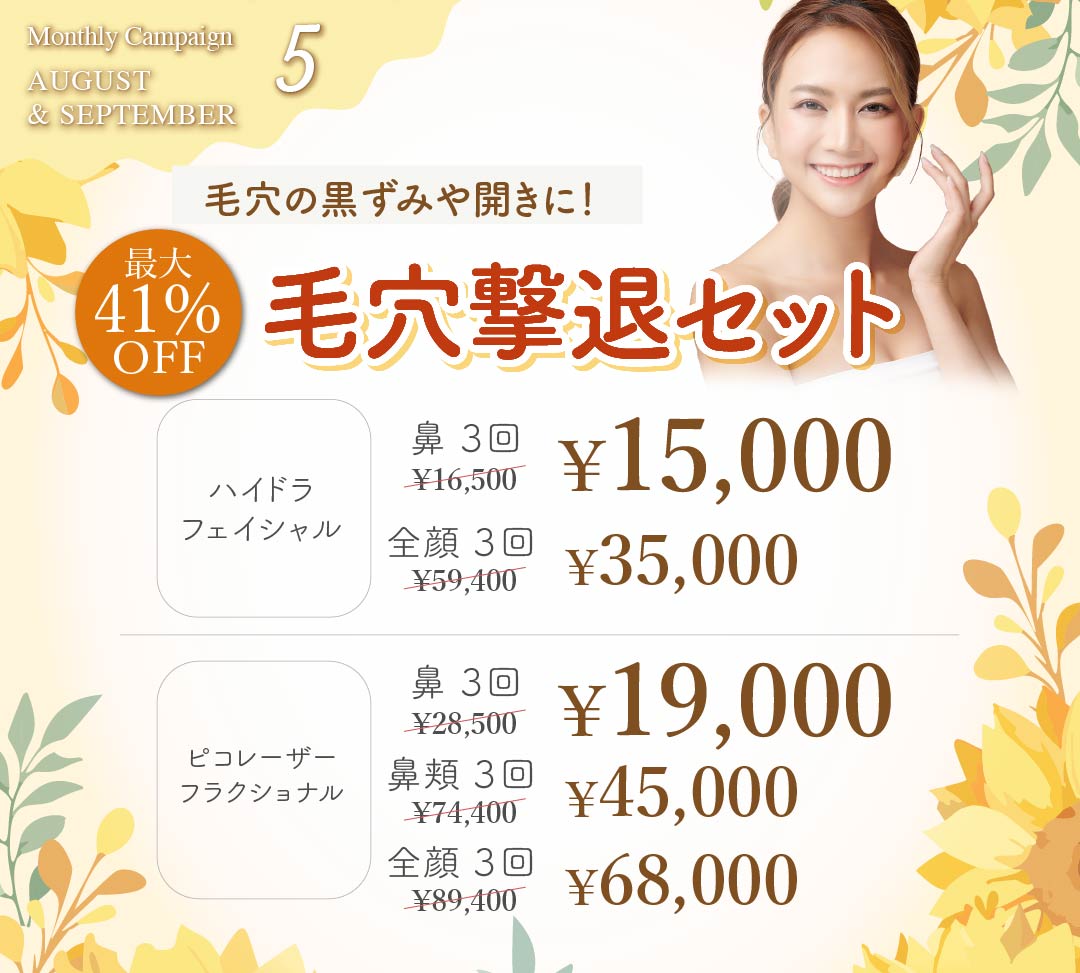 Monthly Campaign
AUGUST
& SEPTEMBER
5
毛穴の黒ずみや開きに！
最大
41%
OFF
毛穴撃退セット
ハイドラ
フェイシャル
鼻 3回
¥16,500
¥15,000
全顔 3回
¥59,400
¥35,000
ピコレーザー
フラクショナル
鼻 3回
¥28,500
¥19,000
鼻頬 3回
¥74,400
¥45,000
全顔 3回
¥89,400
¥68,000